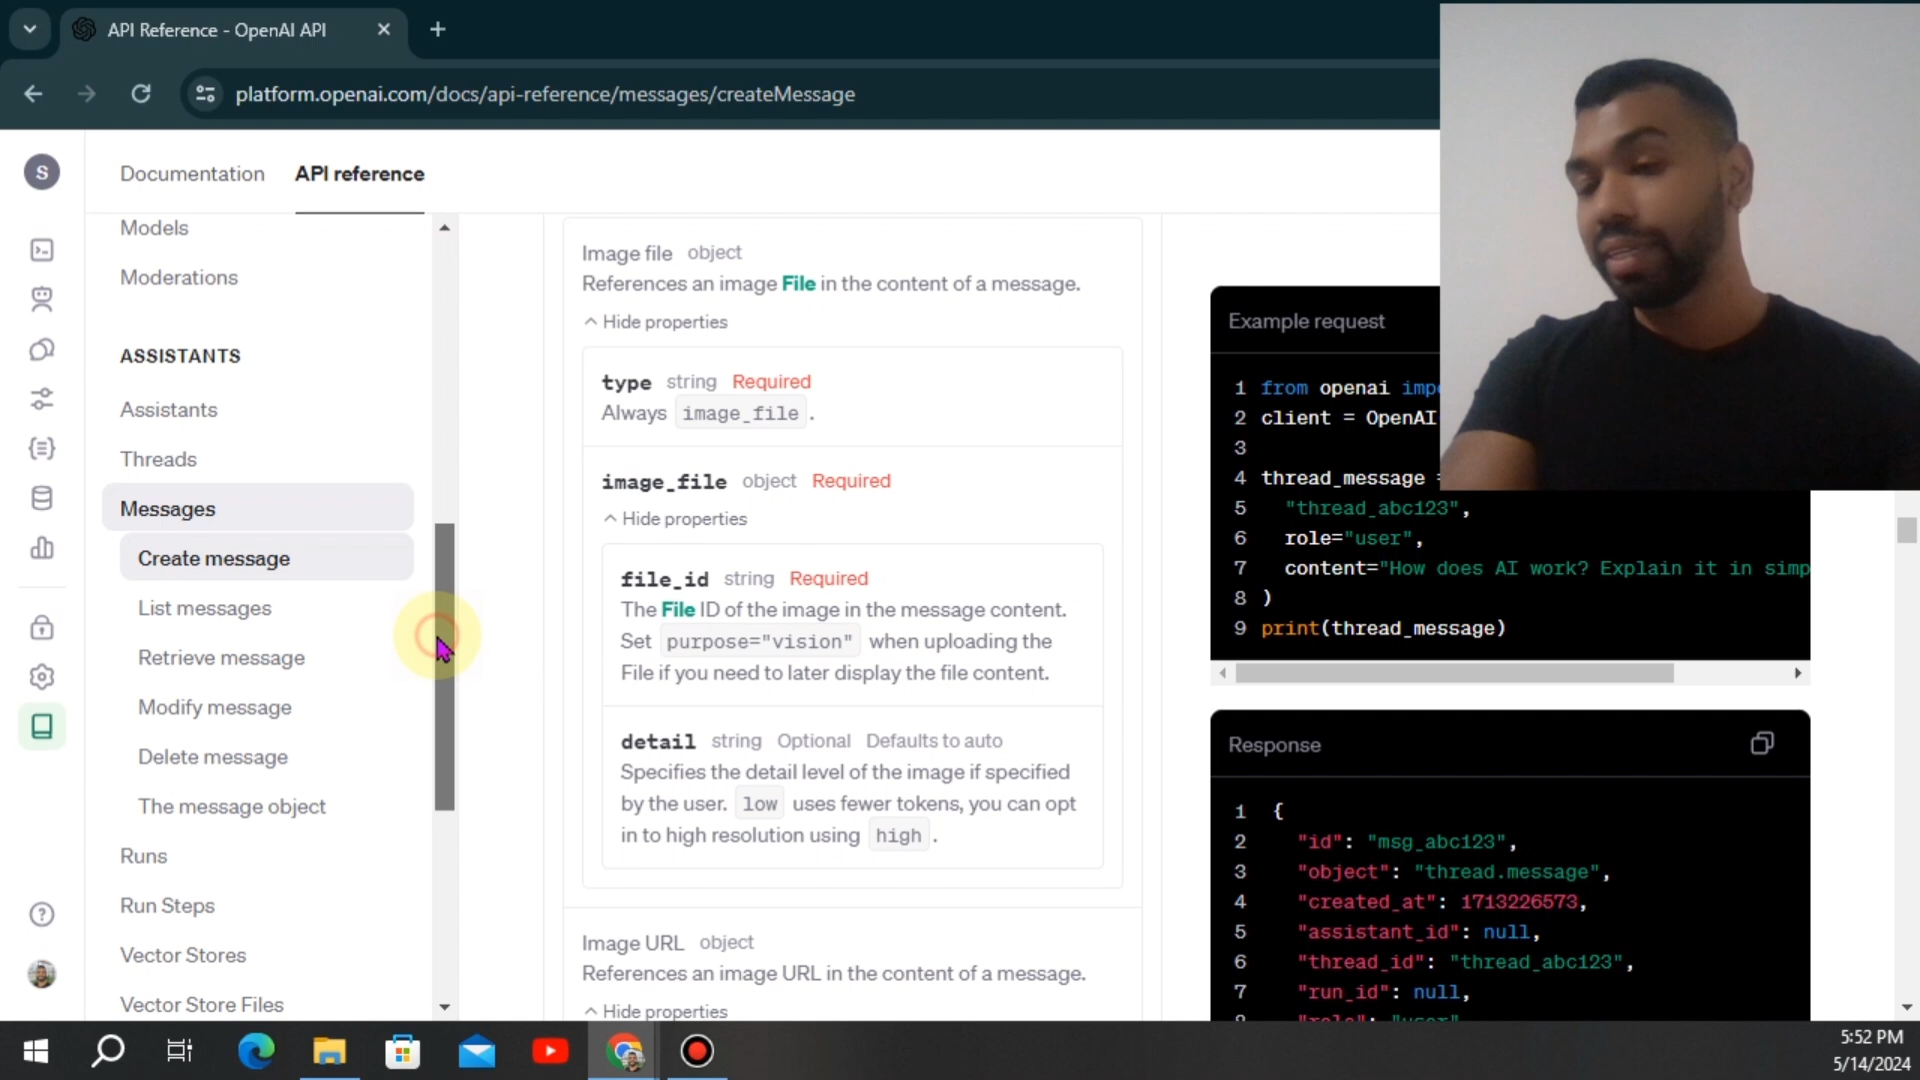 API Reference - OpenAI API
platform.openai.com/docs/api-reference/messages/createMessage
S
Documentation
API reference
Models
Moderations
ASSISTANTS
Assistants
Threads
Messages
Create message
List messages
Retrieve message
Modify message
Delete message
The message object
Runs
Run Steps
Vector Stores
Vector Store Files
Image file object
References an image File in the content of a message.
Hide properties
type string Required
Always image_file .
image_file object Required
Hide properties
file_id string Required
The File ID of the image in the message content.
Set purpose="vision" when uploading the
File if you need to later display the file content.
detail string Optional Defaults to auto
Specifies the detail level of the image if specified
by the user. low uses fewer tokens, you can opt
in to high resolution using high .
Image URL object
References an image URL in the content of a message.
Hide properties
Example request
1 from openai impo
2 client = OpenAI
3
4 thread_message =
5 "thread_abc123",
6 role="user",
7 content="How does AI work? Explain it in simp
8 )
9 print(thread_message)
Response
1 {
2 "id": "msg_abc123",
3 "object": "thread.message",
4 "created_at": 1713226573,
5 "assistant_id": null,
6 "thread_id": "thread_abc123",
7 "run_id": null,
8 "role": "user"
5:52 PM
5/14/2024